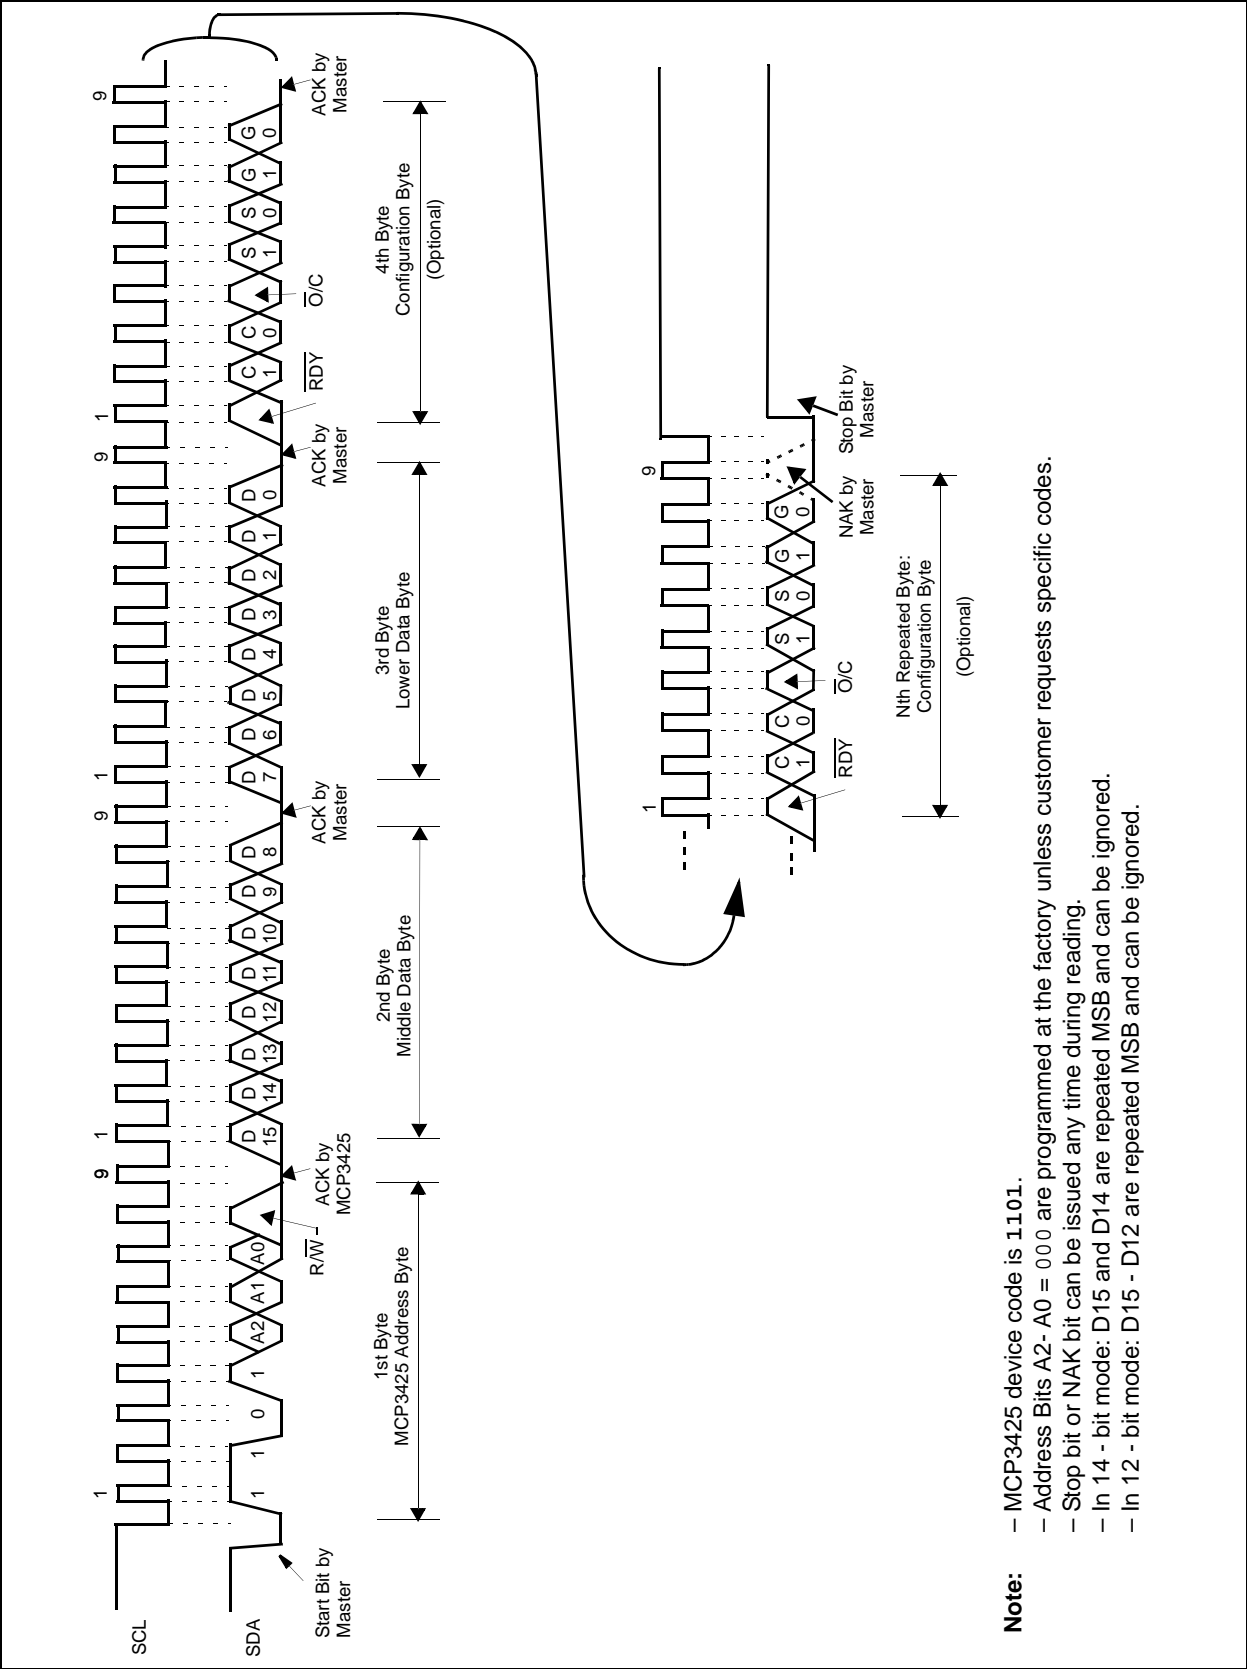 SCL
1
9
1
9
1
9
1
9
SDA
1
1
0
1
A2
A1
A0
D
15
D
14
D
13
D
12
D
11
D
10
D
9
D
8
D
7
D
6
D
5
D
4
D
3
D
2
D
1
D
0
C
1
C
0
S
1
S
0
G
1
G
0
Start Bit by
Master
R/W̅
ACK by
MCP3425
ACK by
Master
ACK by
Master
R̅D̅Y̅
O̅/C
ACK by
Master
1st Byte
MCP3425 Address Byte
2nd Byte
Middle Data Byte
3rd Byte
Lower Data Byte
4th Byte
Configuration Byte
(Optional)
1
9
C
1
C
0
S
1
S
0
G
1
G
0
R̅D̅Y̅
O̅/C
NAK by
Master
Stop Bit by
Master
Nth Repeated Byte:
Configuration Byte
(Optional)
Note: – MCP3425 device code is 1101.
– Address Bits A2- A0 = 000 are programmed at the factory unless customer requests specific codes.
– Stop bit or NAK bit can be issued any time during reading.
– In 14 - bit mode: D15 and D14 are repeated MSB and can be ignored.
– In 12 - bit mode: D15 - D12 are repeated MSB and can be ignored.